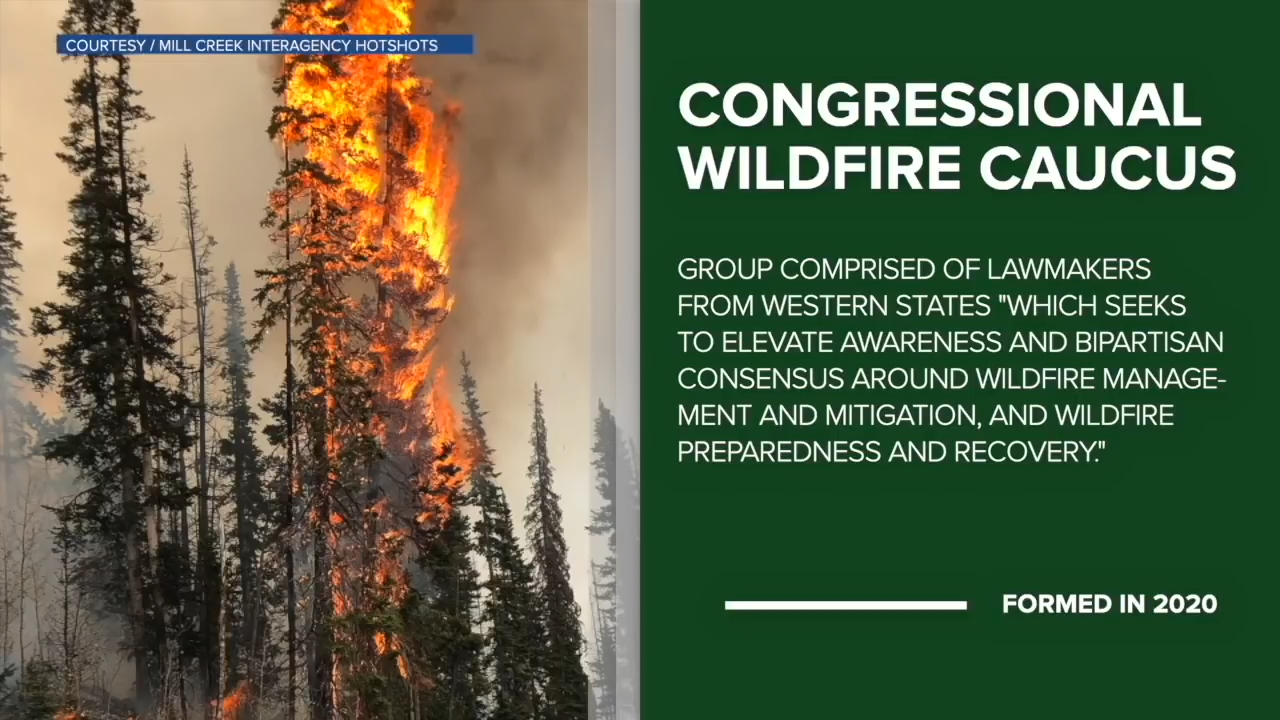 COURTESY / MILL CREEK INTERAGENCY HOTSHOTS
CONGRESSIONAL
WILDFIRE CAUCUS
GROUP COMPRISED OF LAWMAKERS
FROM WESTERN STATES "WHICH SEEKS
TO ELEVATE AWARENESS AND BIPARTISAN
CONSENSUS AROUND WILDFIRE MANAGE-
MENT AND MITIGATION, AND WILDFIRE
PREPAREDNESS AND RECOVERY."
FORMED IN 2020